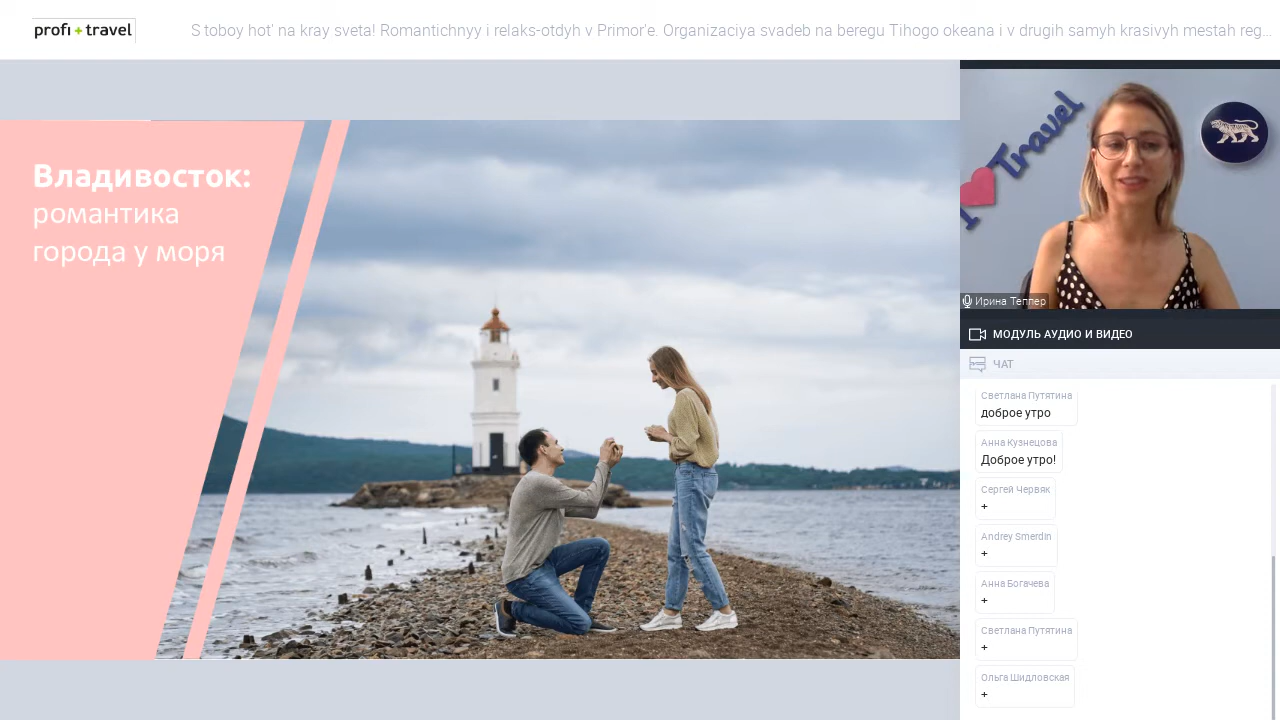 profi + travel
S toboy hot' na kray sveta! Romantichnyy i relaks-otdyh v Primor'e. Organizaciya svadeb na beregu Tihogo okeana i v drugih samyh krasivyh mestah reg...
Владивосток:
романтика
города у моря
I Travel
Ирина Теппер
МОДУЛЬ АУДИО И ВИДЕО
ЧАТ
Светлана Путятина
доброе утро
Анна Кузнецова
Доброе утро!
Сергей Червяк
+
Andrey Smerdin
+
Анна Богачева
+
Светлана Путятина
+
Ольга Шидловская
+